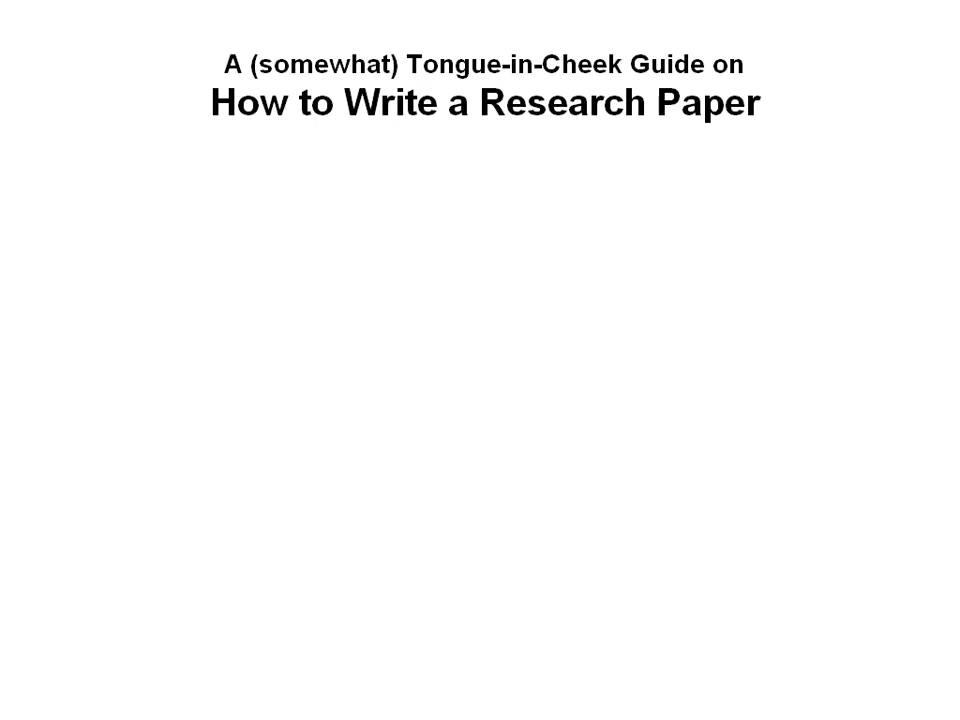 A (somewhat) Tongue-in-Cheek Guide on
How to Write a Research Paper